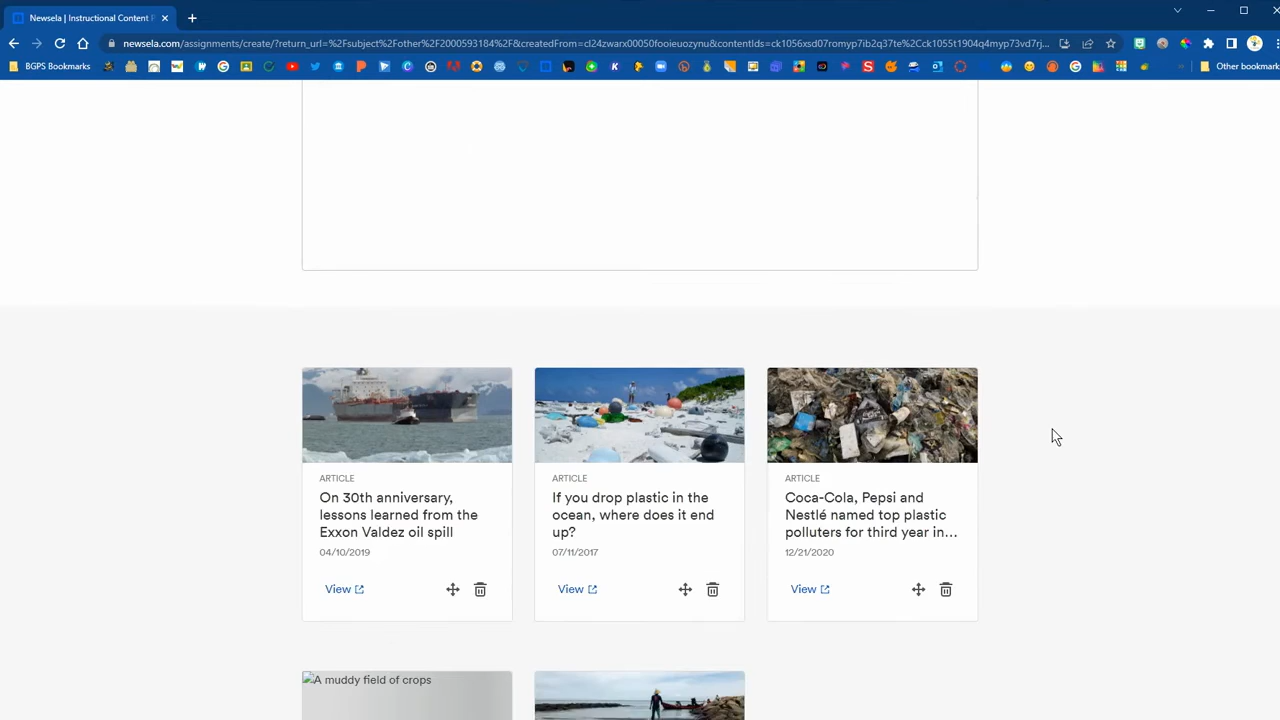 Newsela | Instructional Content P
newsela.com/assignments/create/?return_url=%2Fsubject%2Fother%2F2000593184%2F&createdFrom=cl24zwarx00050fooieuozynu&contentIds=ck1056xsd07romyp7ib2q37te%2Cck1055t1904q4myp73vd7rj...
BGPS Bookmarks
Other bookmark
ARTICLE
On 30th anniversary,
lessons learned from the
Exxon Valdez oil spill
04/10/2019
View
ARTICLE
If you drop plastic in the
ocean, where does it end
up?
07/11/2017
View
ARTICLE
Coca-Cola, Pepsi and
Nestlé named top plastic
polluters for third year in...
12/21/2020
View
A muddy field of crops